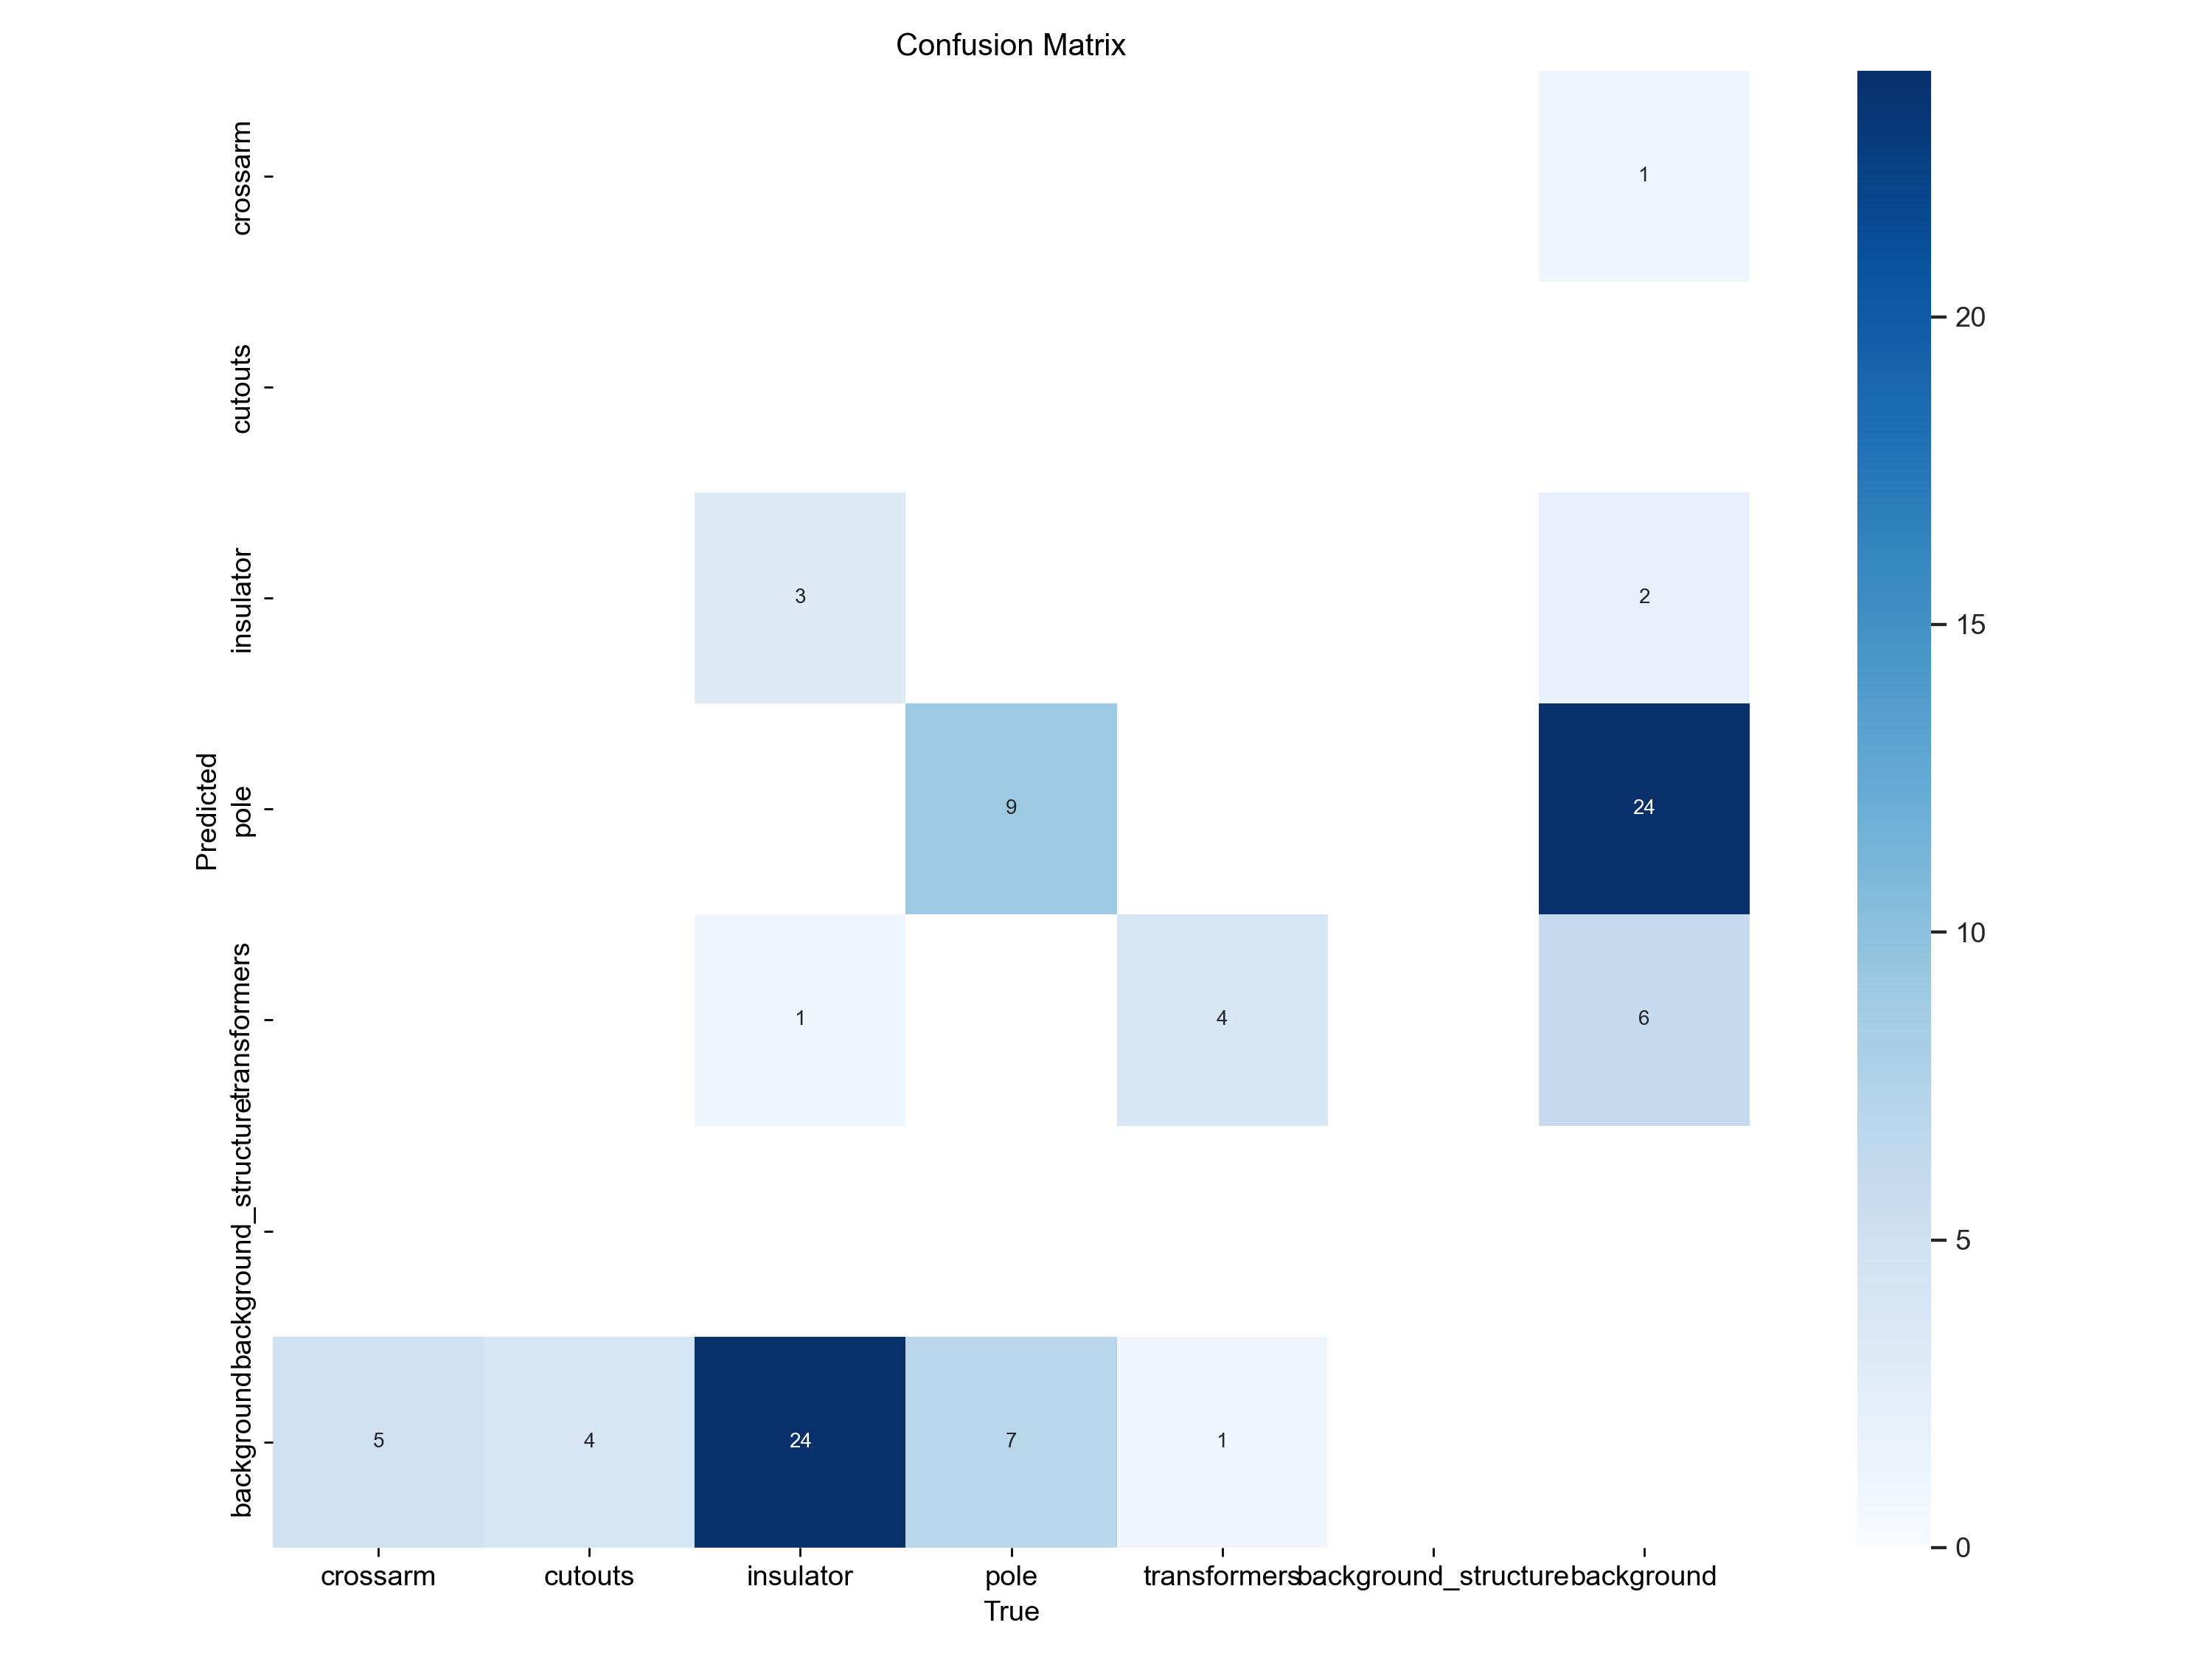 Confusion Matrix
crossarm
1
cutouts
insulator
3 2
20
15
Predicted
pole
9 24
10
transformers
1 4 6
background_structure
5
background
5 4 24 7 1
0
crossarm cutouts insulator pole transformers background_structure background
True